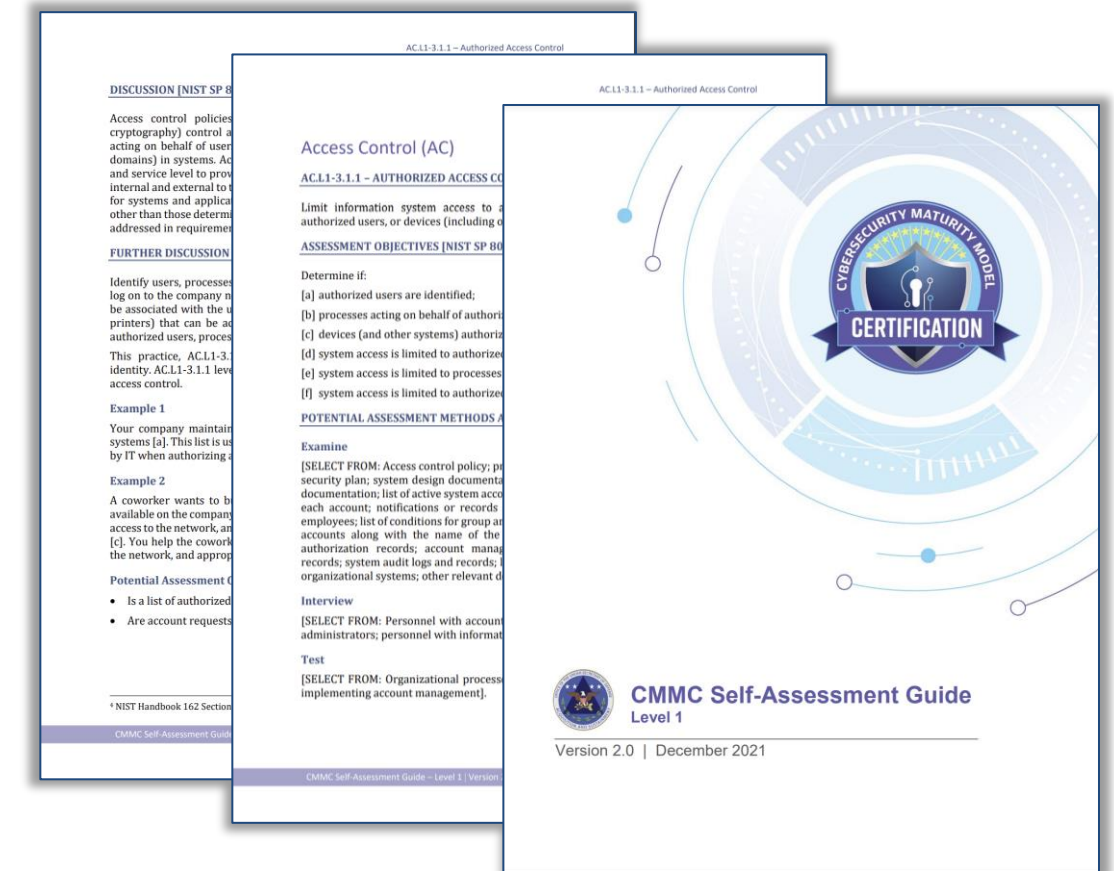 AC.L1-3.1.1 – Authorized Access Control
DISCUSSION [NIST SP 8
Access control policies
cryptography) control a
acting on behalf of user
domains) in systems. Ac
and service level to prov
internal and external to t
for systems and applica
other than those determi
addressed in requiremen
FURTHER DISCUSSION
Identify users, processes
log on to the company n
be associated with the u
printers) that can be ac
authorized users, proces
This practice, AC.L1-3.1
identity. AC.L1-3.1.1 leve
access control.
Example 1
Your company maintain
systems [a]. This list is us
by IT when authorizing a
Example 2
A coworker wants to b
available on the company
access to the network, an
[c]. You help the cowork
the network, and approp
Potential Assessment C
• Is a list of authorized
• Are account requests
⁴ NIST Handbook 162 Section
CMMC Self-Assessment Guide
AC.L1-3.1.1 – Authorized Access Control
Access Control (AC)
AC.L1-3.1.1 – AUTHORIZED ACCESS CO
Limit information system access to a
authorized users, or devices (including o
ASSESSMENT OBJECTIVES [NIST SP 80
Determine if:
[a] authorized users are identified;
[b] processes acting on behalf of authori
[c] devices (and other systems) authoriz
[d] system access is limited to authorize
[e] system access is limited to processes
[f] system access is limited to authorize
POTENTIAL ASSESSMENT METHODS A
Examine
[SELECT FROM: Access control policy; pr
security plan; system design documenta
documentation; list of active system acco
each account; notifications or records
employees; list of conditions for group an
accounts along with the name of the
authorization records; account manag
records; system audit logs and records; l
organizational systems; other relevant d
Interview
[SELECT FROM: Personnel with account
administrators; personnel with informat
Test
[SELECT FROM: Organizational processe
implementing account management].
CMMC Self-Assessment Guide – Level 1 | Version
CYBERSECURITY MATURITY MODEL
CERTIFICATION
CMMC Self-Assessment Guide
Level 1
Version 2.0 | December 2021